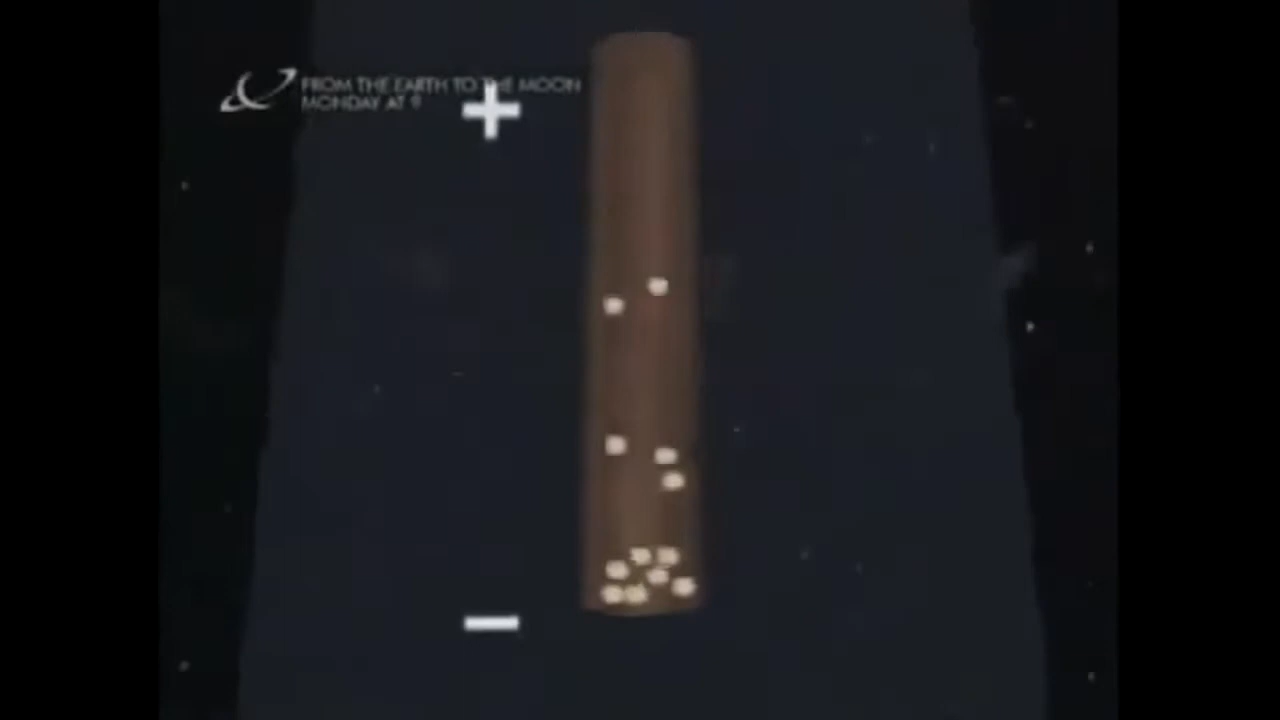 FROM THE EARTH TO THE MOON
MONDAY AT 9
+
−